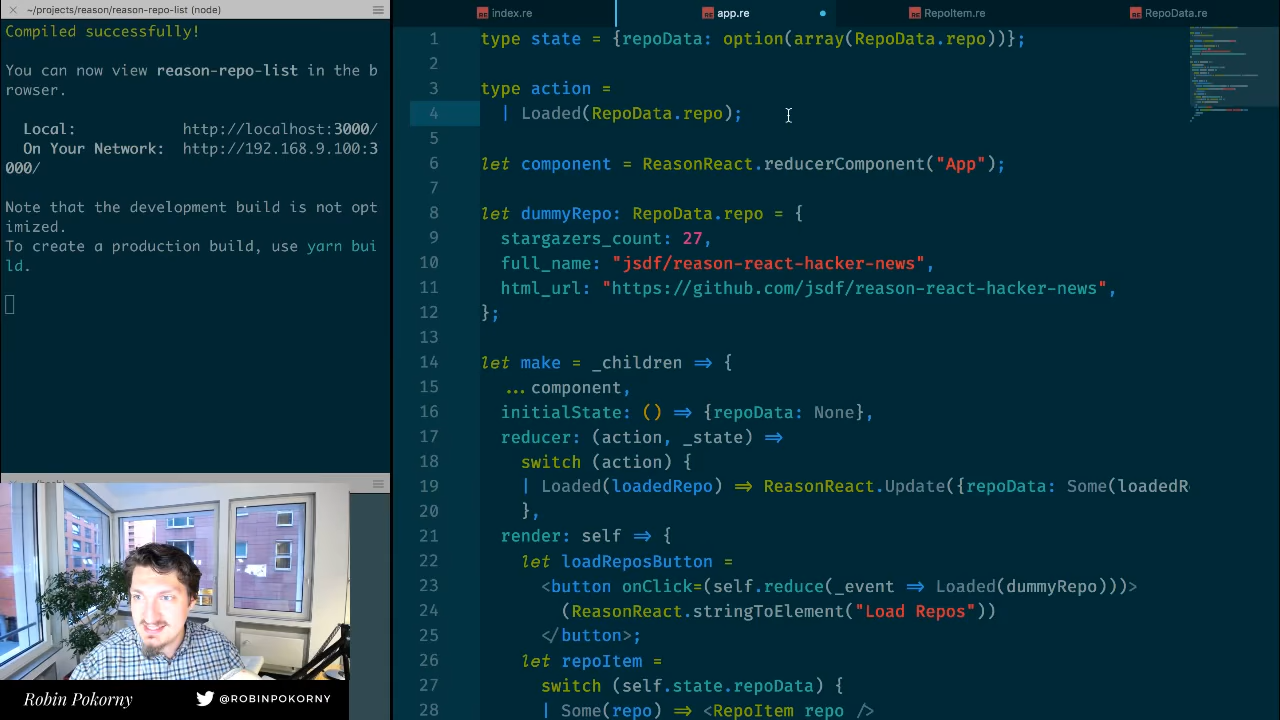 ~/projects/reason/reason-repo-list (node)
Compiled successfully!
You can now view reason-repo-list in the b
rowser.
Local: http://localhost:3000/
On Your Network: http://192.168.9.100:3
000/
Note that the development build is not opt
imized.
To create a production build, use yarn bui
ld.
Robin Pokorny
@ROBINPOKORNY
index.re
app.re
RepoItem.re
RepoData.re
1 type state = {repoData: option(array(RepoData.repo))};
2
3 type action =
4 | Loaded(RepoData.repo);
5
6 let component = ReasonReact.reducerComponent("App");
7
8 let dummyRepo: RepoData.repo = {
9 stargazers_count: 27,
10 full_name: "jsdf/reason-react-hacker-news",
11 html_url: "https://github.com/jsdf/reason-react-hacker-news",
12 };
13
14 let make = _children => {
15 ...component,
16 initialState: () => {repoData: None},
17 reducer: (action, _state) =>
18 switch (action) {
19 | Loaded(loadedRepo) => ReasonReact.Update({repoData: Some(loadedR
20 },
21 render: self => {
22 let loadReposButton =
23 <button onClick=(self.reduce(_event => Loaded(dummyRepo)))>
24 (ReasonReact.stringToElement("Load Repos"))
25 </button>;
26 let repoItem =
27 switch (self.state.repoData) {
28 | Some(repo) => <RepoItem repo />